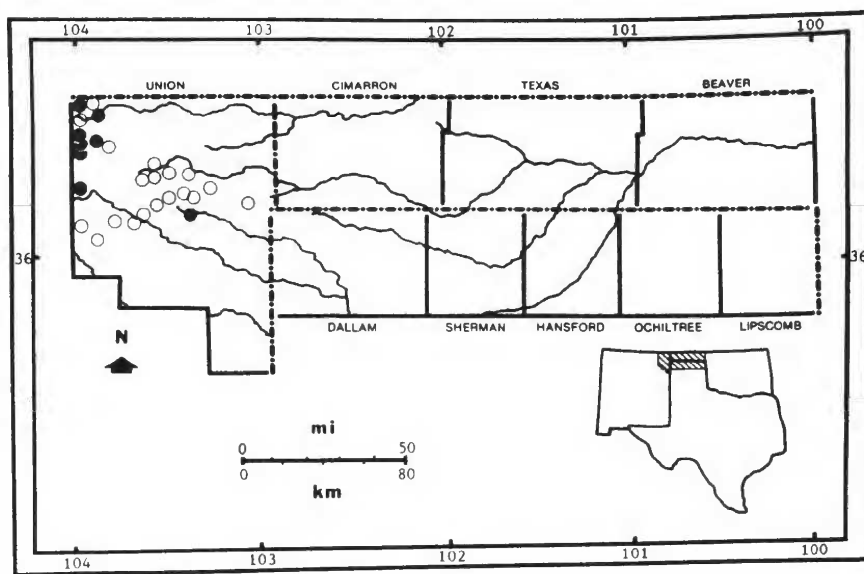 104 103 102 101 100
UNION CIMARRON TEXAS BEAVER
36 36
DALLAM SHERMAN HANSFORD OCHILTREE LIPSCOMB
N
mi
0 50
0 80
km
104 103 102 101 100